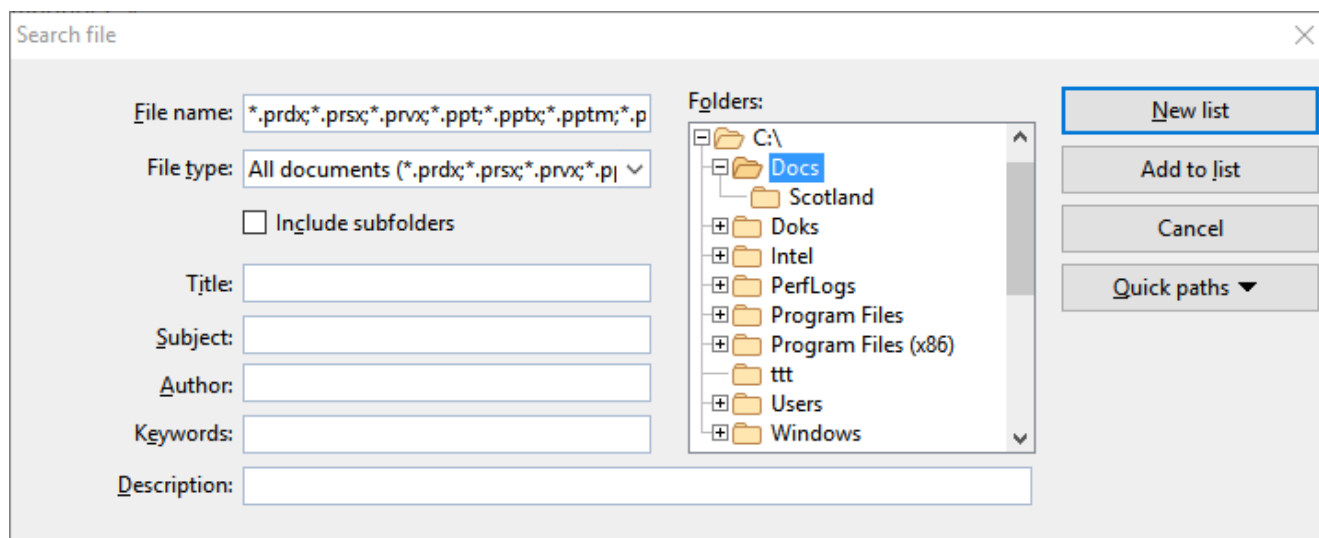 Search file
File name: *.prdx;*.prsx;*.prvx;*.ppt;*.pptx;*.pptm;*.p
File type: All documents (*.prdx;*.prsx;*.prvx;*.p
Include subfolders
Title:
Subject:
Author:
Keywords:
Description:
Folders:
C:\
Docs
Scotland
Doks
Intel
PerfLogs
Program Files
Program Files (x86)
ttt
Users
Windows
New list
Add to list
Cancel
Quick paths